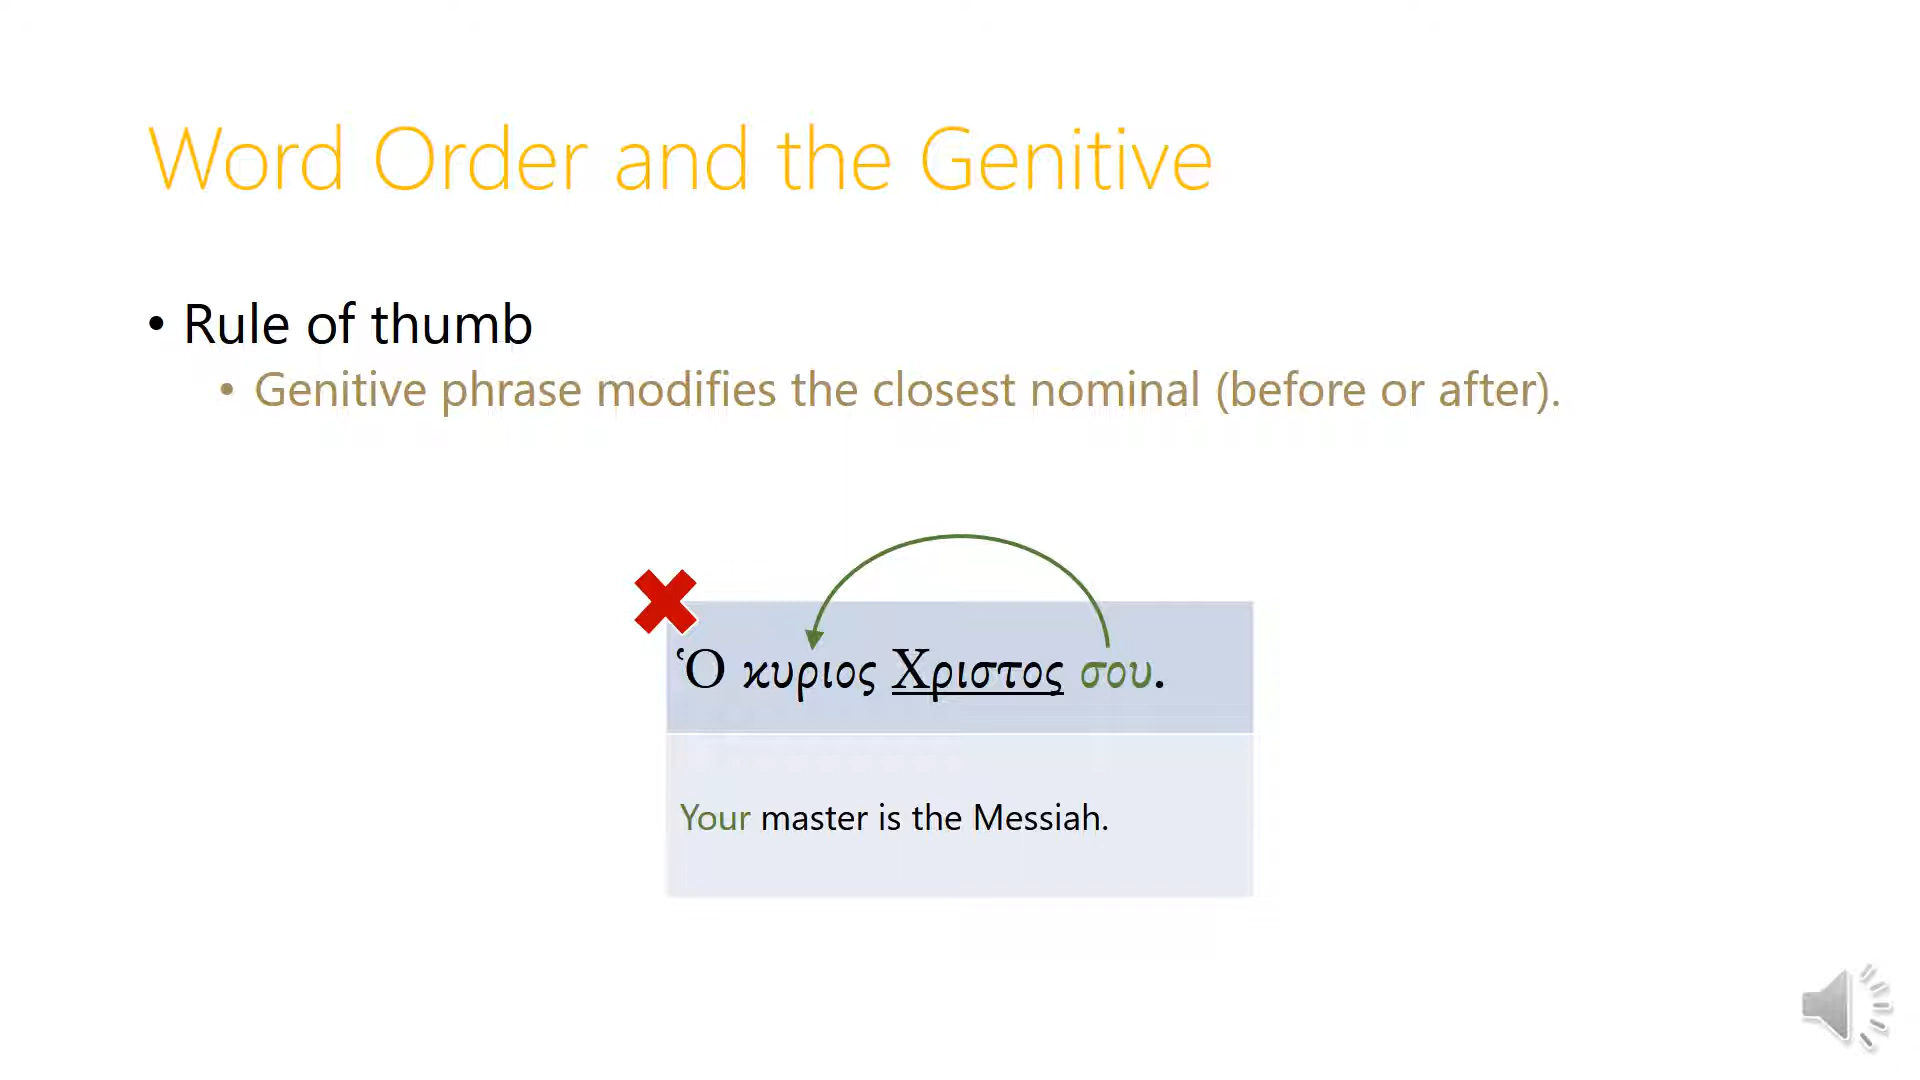 Word Order and the Genitive
• Rule of thumb
• Genitive phrase modifies the closest nominal (before or after).
Ὁ κυριος Χριστος σου.
Your master is the Messiah.